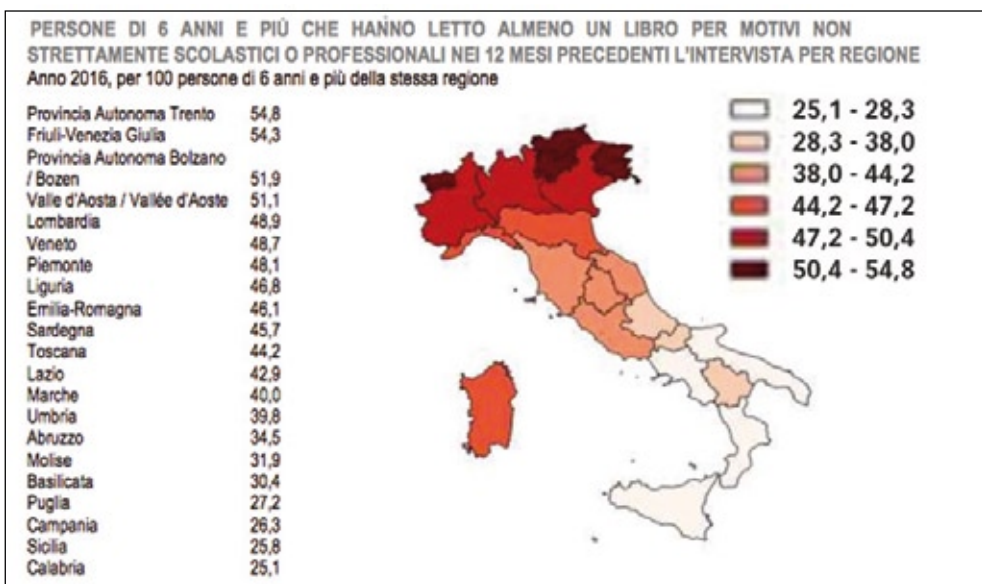 PERSONE DI 6 ANNI E PIÙ CHE HANNO LETTO ALMENO UN LIBRO PER MOTIVI NON
STRETTAMENTE SCOLASTICI O PROFESSIONALI NEI 12 MESI PRECEDENTI L'INTERVISTA PER REGIONE
Anno 2016, per 100 persone di 6 anni e più della stessa regione
Provincia Autonoma Trento 54,8
Friuli-Venezia Giulia 54,3
Provincia Autonoma Bolzano
/ Bozen 51,9
Valle d'Aosta / Vallée d'Aoste 51,1
Lombardia 48,9
Veneto 48,7
Piemonte 48,1
Liguria 46,8
Emilia-Romagna 46,1
Sardegna 45,7
Toscana 44,2
Lazio 42,9
Marche 40,0
Umbria 39,8
Abruzzo 34,5
Molise 31,9
Basilicata 30,4
Puglia 27,2
Campania 26,3
Sicilia 25,8
Calabria 25,1
25,1 - 28,3
28,3 - 38,0
38,0 - 44,2
44,2 - 47,2
47,2 - 50,4
50,4 - 54,8